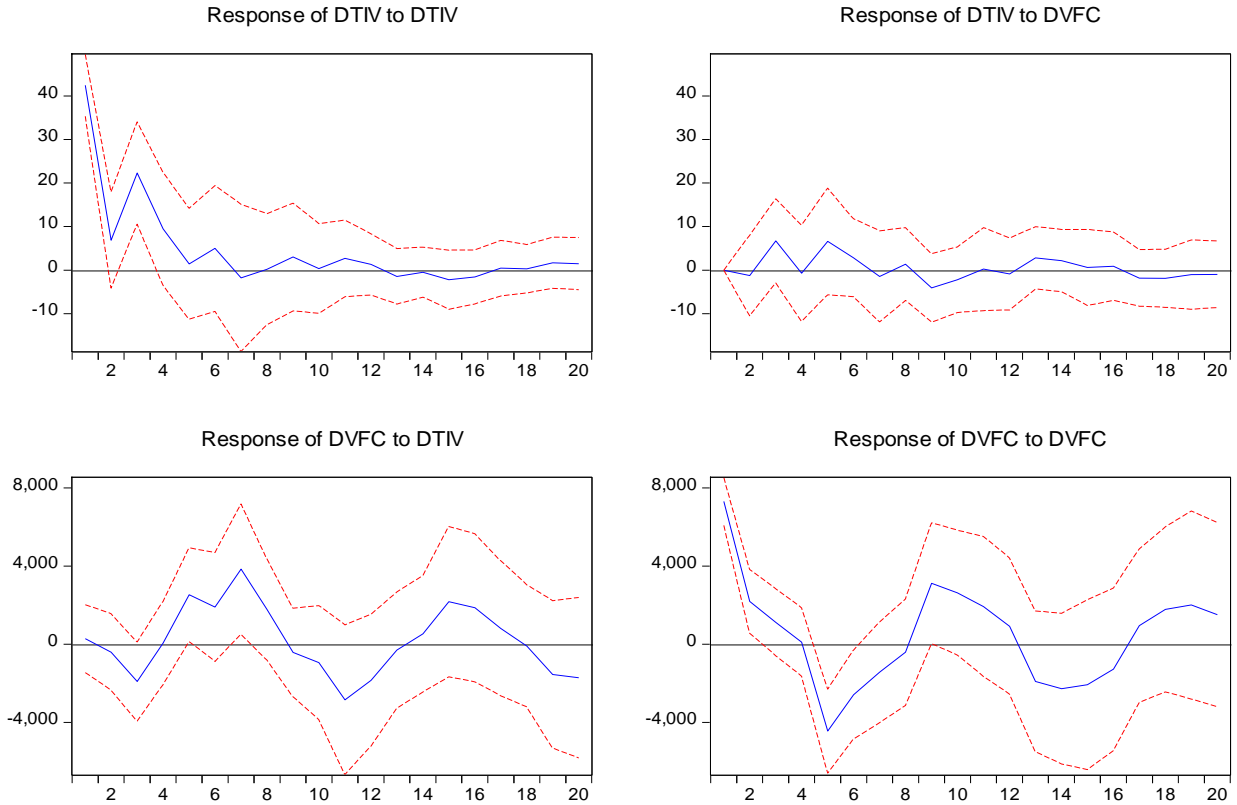 Response of DTIV to DTIV
40
30
20
10
0
-10
2 4 6 8 10 12 14 16 18 20
Response of DTIV to DVFC
40
30
20
10
0
-10
2 4 6 8 10 12 14 16 18 20
Response of DVFC to DTIV
8,000
4,000
0
-4,000
2 4 6 8 10 12 14 16 18 20
Response of DVFC to DVFC
8,000
4,000
0
-4,000
2 4 6 8 10 12 14 16 18 20